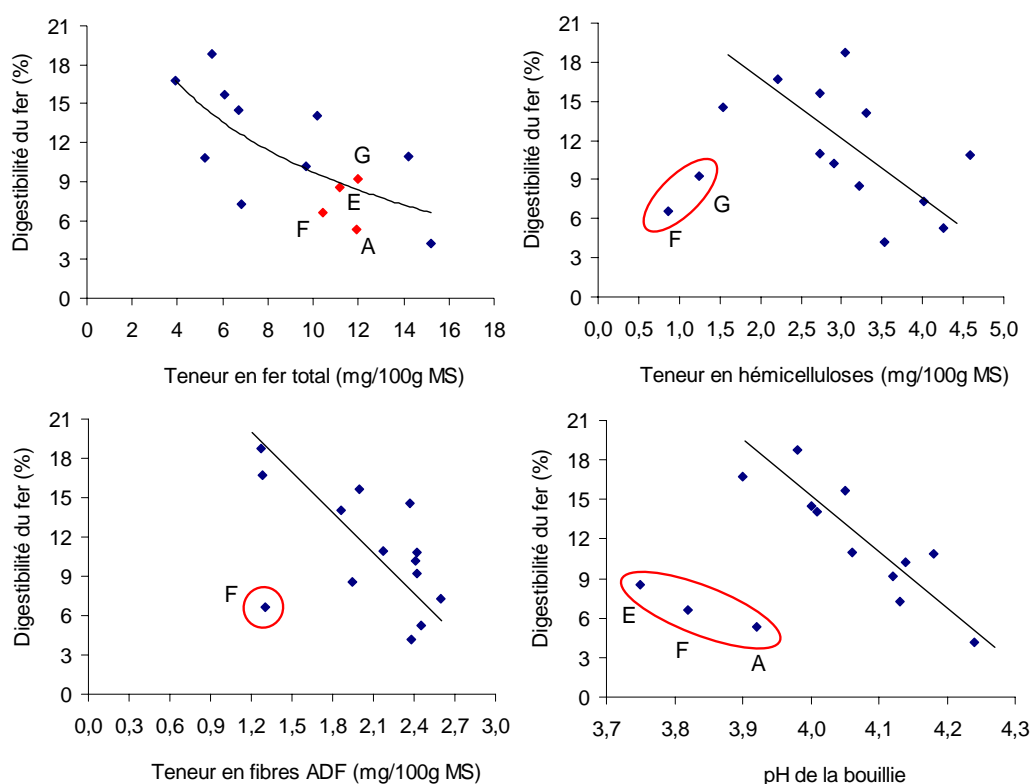 Digestibilité du fer (%)
21
18
15
12
9
6
3
0
G
E
F
A
0 2 4 6 8 10 12 14 16 18
Teneur en fer total (mg/100g MS)
Digestibilité du fer (%)
21
18
15
12
9
6
3
0
G
F
0,0 0,5 1,0 1,5 2,0 2,5 3,0 3,5 4,0 4,5 5,0
Teneur en hémicelluloses (mg/100g MS)
Digestibilité du fer (%)
21
18
15
12
9
6
3
0
F
0,0 0,3 0,6 0,9 1,2 1,5 1,8 2,1 2,4 2,7 3,0
Teneur en fibres ADF (mg/100g MS)
Digestibilité du fer (%)
21
18
15
12
9
6
3
0
E
F
A
3,7 3,8 3,9 4,0 4,1 4,2 4,3
pH de la bouillie